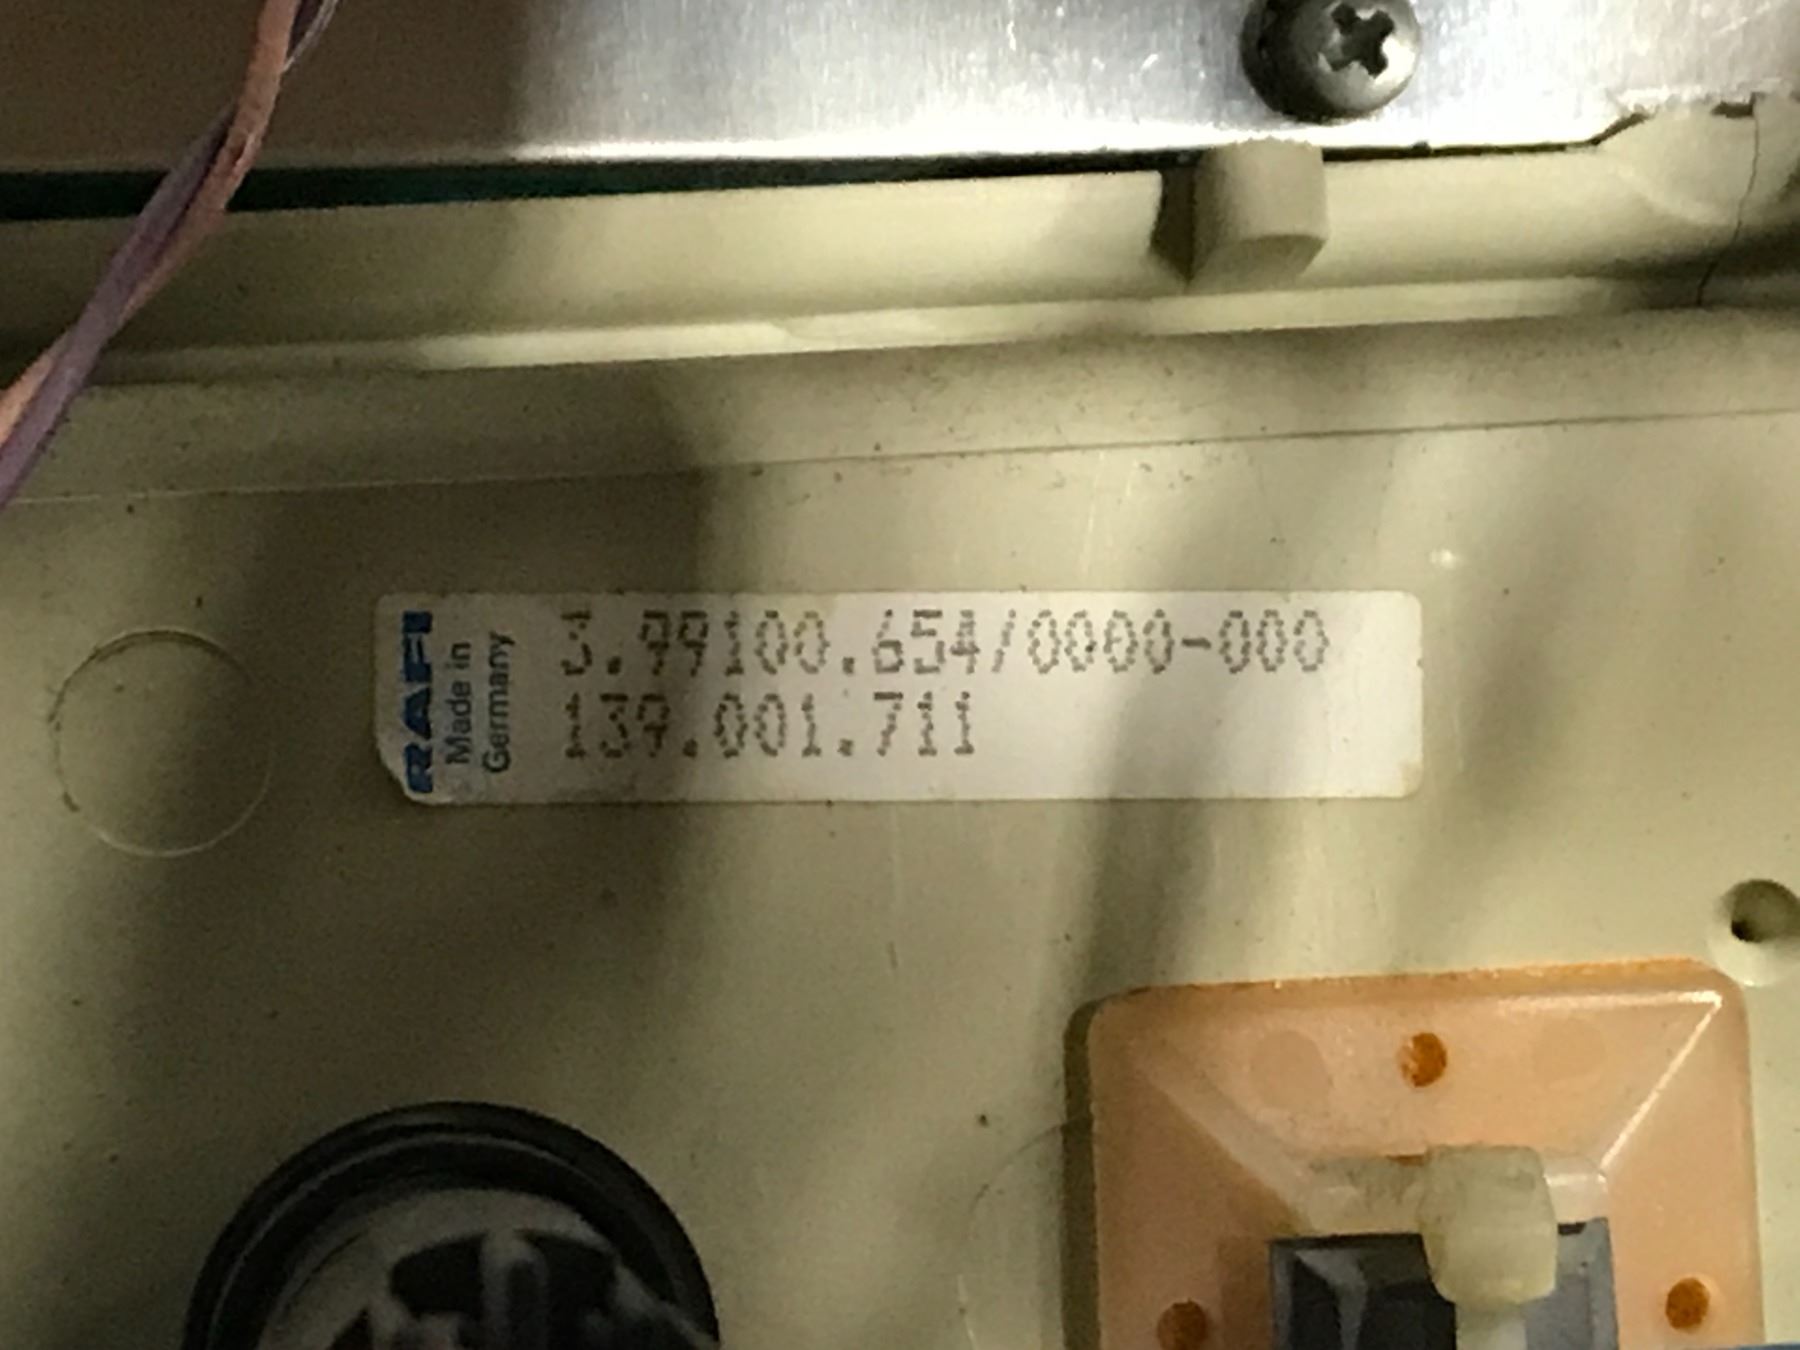 RAFI
Made in
Germany
3.99100.654/0000-000
139.001.711